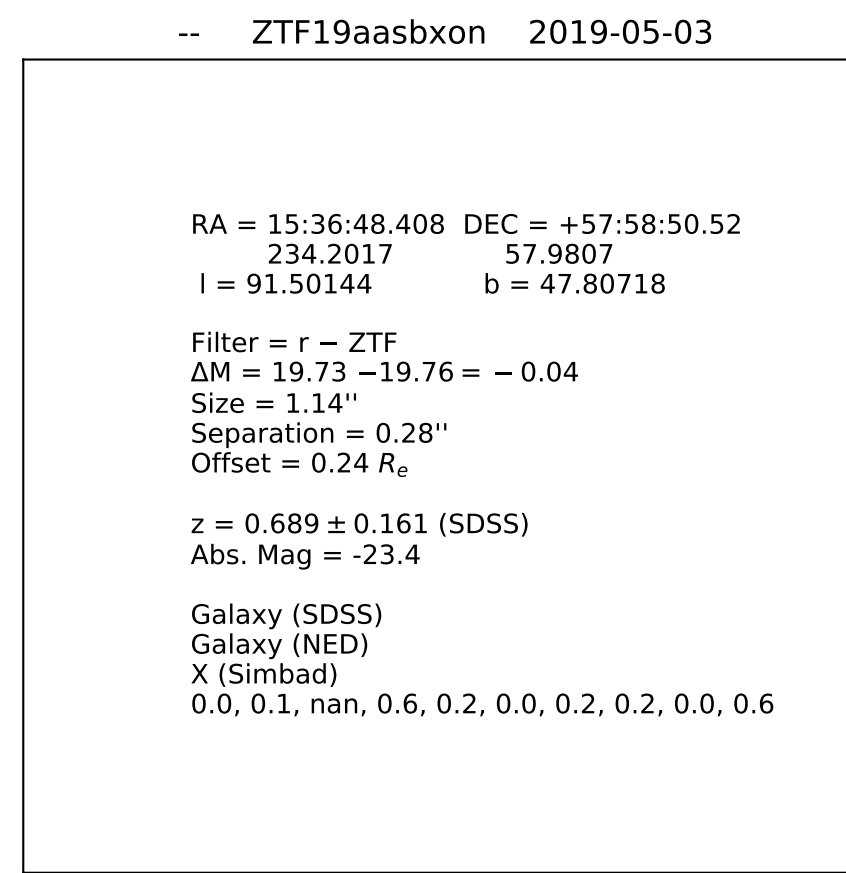 -- ZTF19aasbxon 2019-05-03
RA = 15:36:48.408 DEC = +57:58:50.52
234.2017 57.9807
l = 91.50144 b = 47.80718
Filter = r − ZTF
ΔM = 19.73 −19.76 = − 0.04
Size = 1.14''
Separation = 0.28''
Offset = 0.24 Re
z = 0.689 ± 0.161 (SDSS)
Abs. Mag = -23.4
Galaxy (SDSS)
Galaxy (NED)
X (Simbad)
0.0, 0.1, nan, 0.6, 0.2, 0.0, 0.2, 0.2, 0.0, 0.6